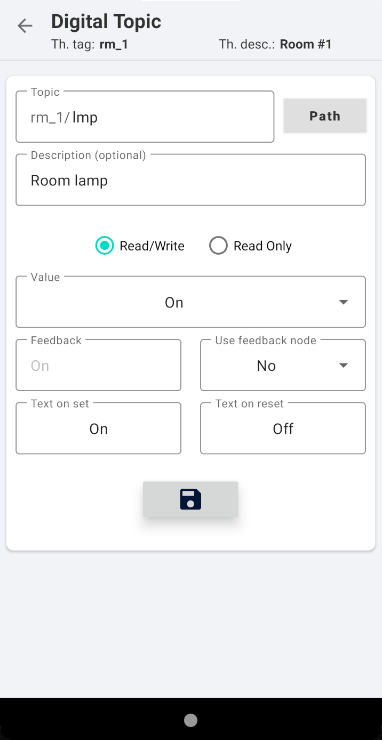 Digital Topic
Th. tag: rm_1 Th. desc.: Room #1
Topic
rm_1/lmp
Path
Description (optional)
Room lamp
Read/Write Read Only
Value
On
Feedback Use feedback node
On No
Text on set Text on reset
On Off